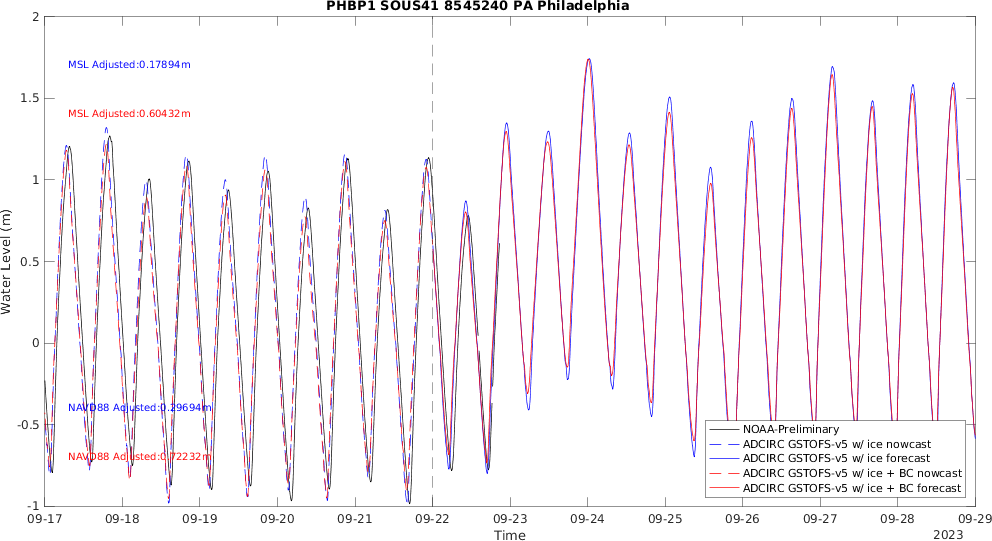 PHBP1 SOUS41 8545240 PA Philadelphia
2
MSL Adjusted:0.17894m
1.5
MSL Adjusted:0.60432m
1
Water Level (m)
0.5
0
NAVD88 Adjusted:0.29694m
-0.5
NOAA-Preliminary
ADCIRC GSTOFS-v5 w/ ice nowcast
NAVD88 Adjusted:0.72232m
ADCIRC GSTOFS-v5 w/ ice forecast
ADCIRC GSTOFS-v5 w/ ice + BC nowcast
ADCIRC GSTOFS-v5 w/ ice + BC forecast
-1
09-17 09-18 09-19 09-20 09-21 09-22 09-23 09-24 09-25 09-26 09-27 09-28 09-29
Time
2023